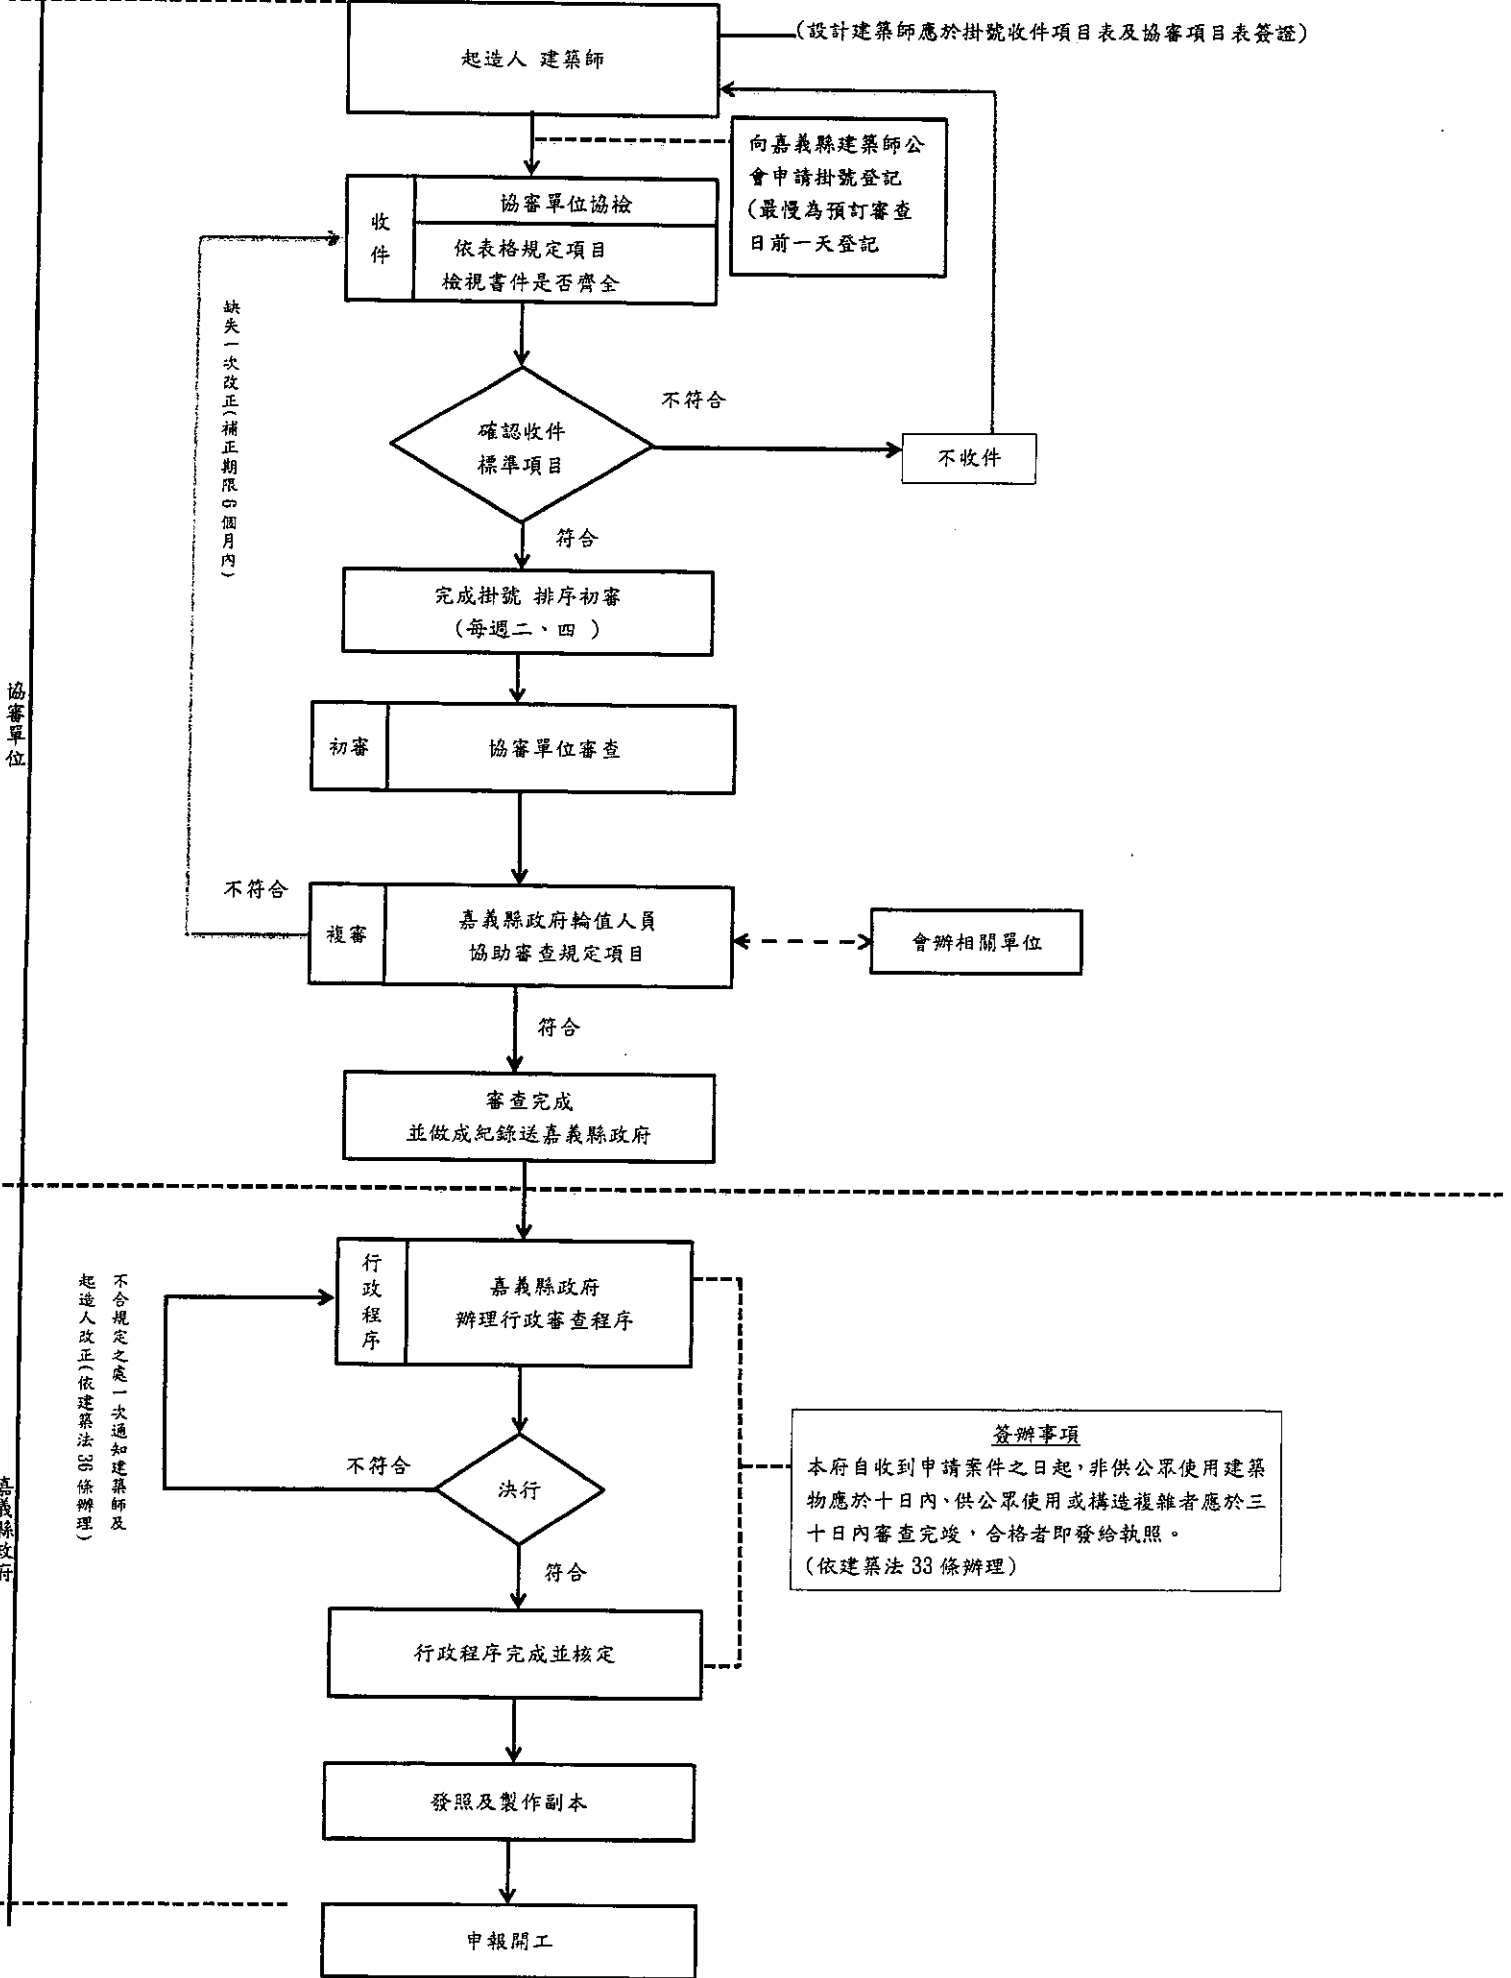 起造人 建築師
(設計建築師應於掛號收件項目表及協審項目表簽證)
向嘉義縣建築師公
會申請掛號登記
(最慢為預訂審查
日前一天登記
收件
協審單位協檢
依表格規定項目
檢視書件是否齊全
缺失一次改正(補正期限6個月內)
確認收件
標準項目
不符合
不收件
符合
完成掛號 排序初審
(每週二、四 )
協審單位
初審
協審單位審查
不符合
複審
嘉義縣政府輪值人員
協助審查規定項目
會辦相關單位
符合
審查完成
並做成紀錄送嘉義縣政府
行政程序
嘉義縣政府
辦理行政審查程序
不合規定之處一次通知建築師及
起造人改正(依建築法36條辦理)
嘉義縣政府
不符合
決行
簽辦事項
本府自收到申請案件之日起,非供公眾使用建築
物應於十日內、供公眾使用或構造複雜者應於三
十日內審查完竣,合格者即發給執照。
(依建築法 33 條辦理)
符合
行政程序完成並核定
發照及製作副本
申報開工